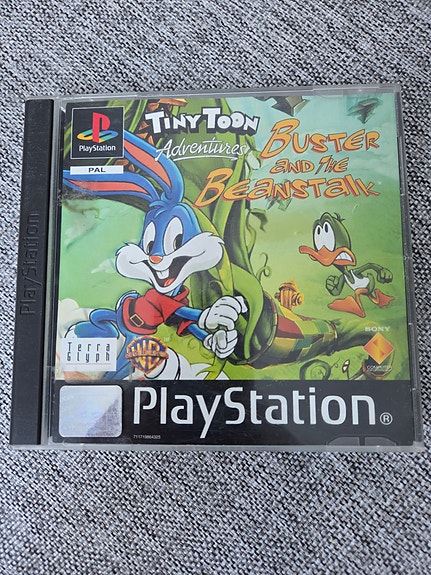 PlayStation
PAL
TINY TOON
Adventures
BUSTER
AND THE
BEANSTALK
PlayStation
Terra
Glyph
SONY
PlayStation®